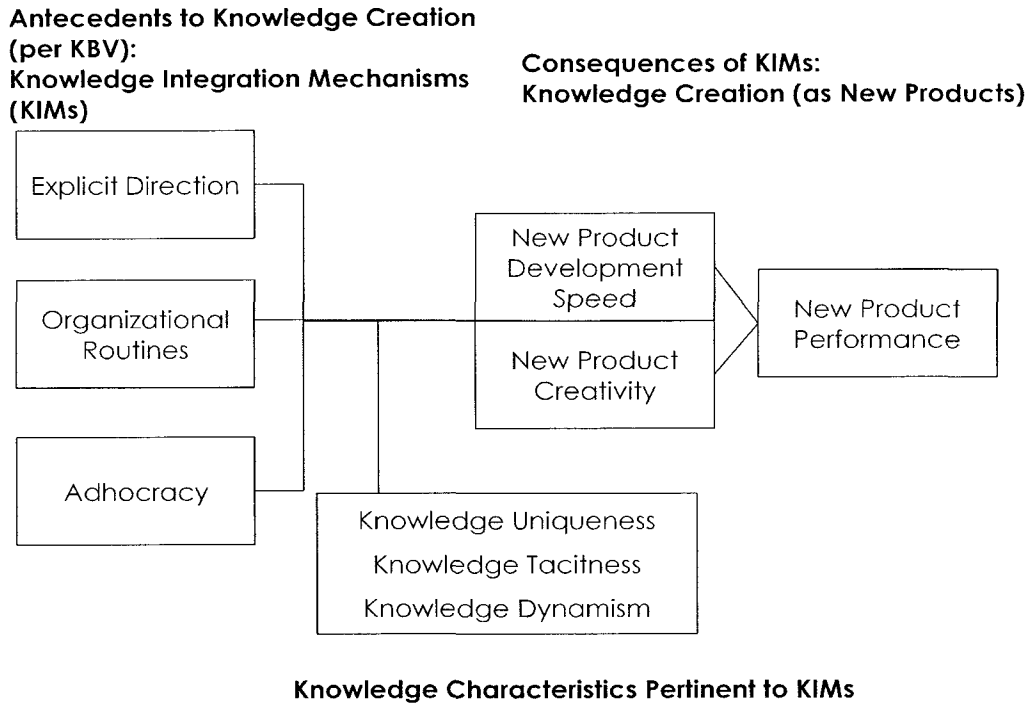 Antecedents to Knowledge Creation
(per KBV):
Knowledge Integration Mechanisms
(KIMs)
Consequences of KIMs:
Knowledge Creation (as New Products)
Explicit Direction
Organizational
Routines
Adhocracy
New Product
Development
Speed
New Product
Creativity
New Product
Performance
Knowledge Uniqueness
Knowledge Tacitness
Knowledge Dynamism
Knowledge Characteristics Pertinent to KIMs